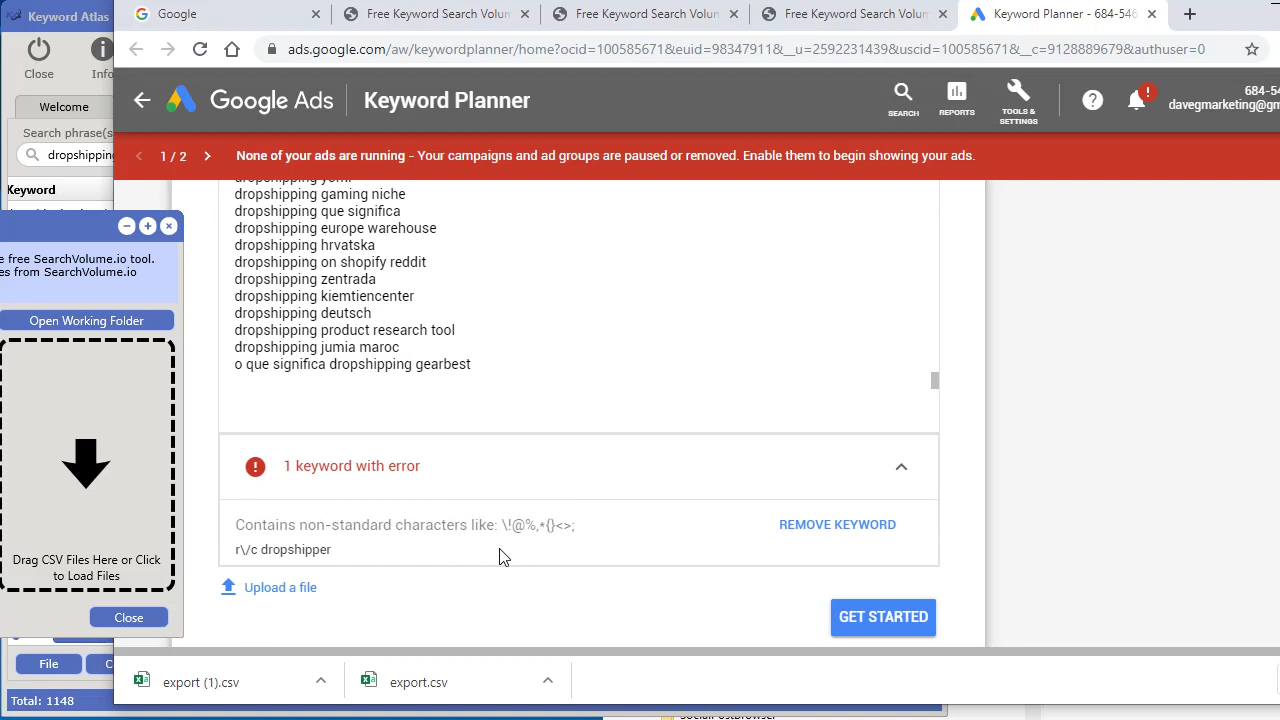 Keyword Atlas
Google
Free Keyword Search Volum
Free Keyword Search Volum
Free Keyword Search Volum
Keyword Planner - 684-546
ads.google.com/aw/keywordplanner/home?ocid=100585671&euid=98347911&__u=2592231439&uscid=100585671&__c=9128889679&authuser=0
Close
Info
Google Ads
Keyword Planner
SEARCH
REPORTS
TOOLS &
SETTINGS
684-54
davegmarketing@gm
Welcome
Search phrase(s
dropshipping
Keyword
1 / 2
None of your ads are running - Your campaigns and ad groups are paused or removed. Enable them to begin showing your ads.
dropshipping gaming niche
dropshipping que significa
dropshipping europe warehouse
dropshipping hrvatska
dropshipping on shopify reddit
dropshipping zentrada
dropshipping kiemtiencenter
dropshipping deutsch
dropshipping product research tool
dropshipping jumia maroc
o que significa dropshipping gearbest
e free SearchVolume.io tool.
es from SearchVolume.io
Open Working Folder
Drag CSV Files Here or Click
to Load Files
Close
1 keyword with error
Contains non-standard characters like: \!@%,*{}<>;
REMOVE KEYWORD
r\/c dropshipper
Upload a file
GET STARTED
File
C
export (1).csv
export.csv
Total: 1148